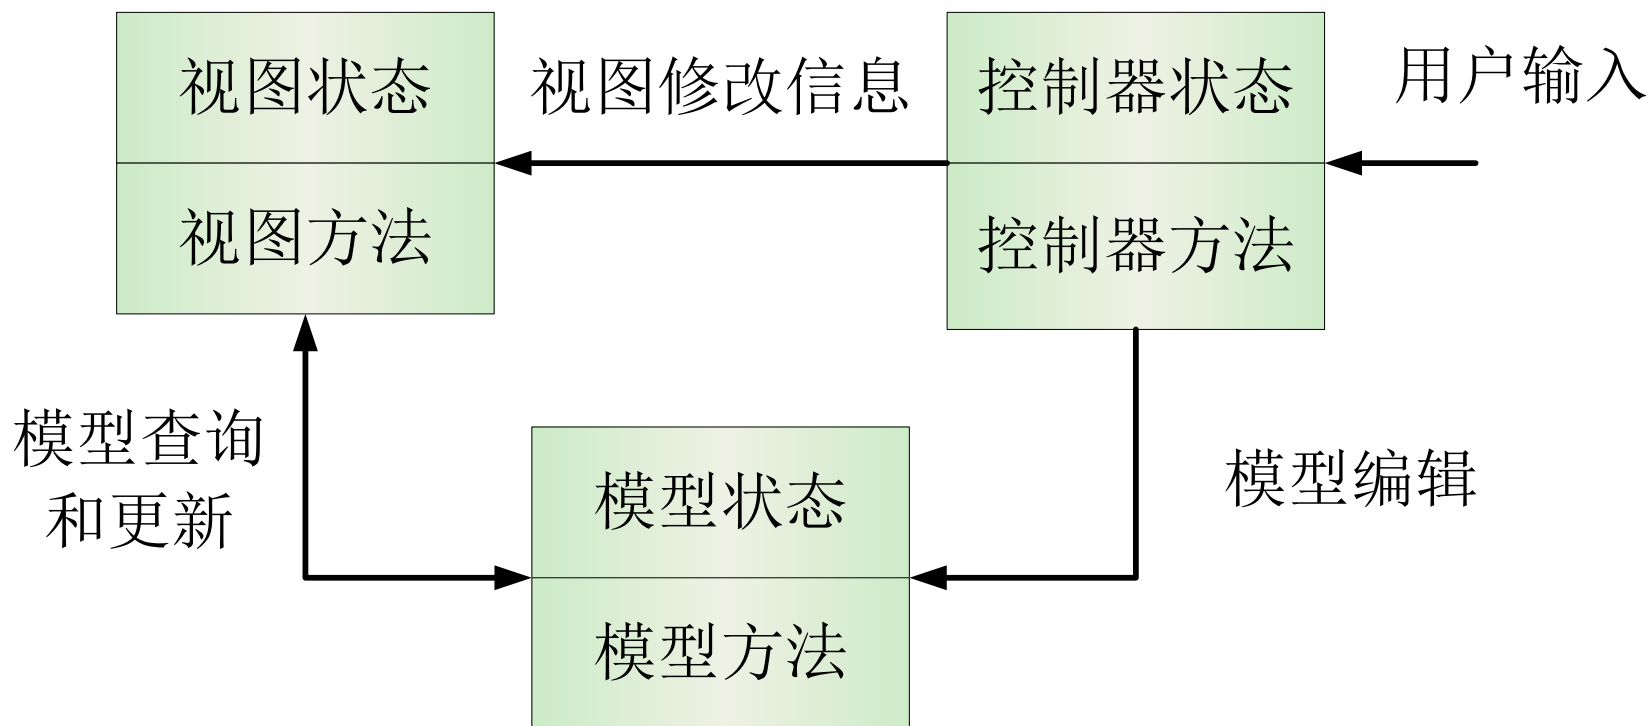 视图状态
视图修改信息
控制器状态
用户输入
视图方法
控制器方法
模型查询
和更新
模型编辑
模型状态
模型方法